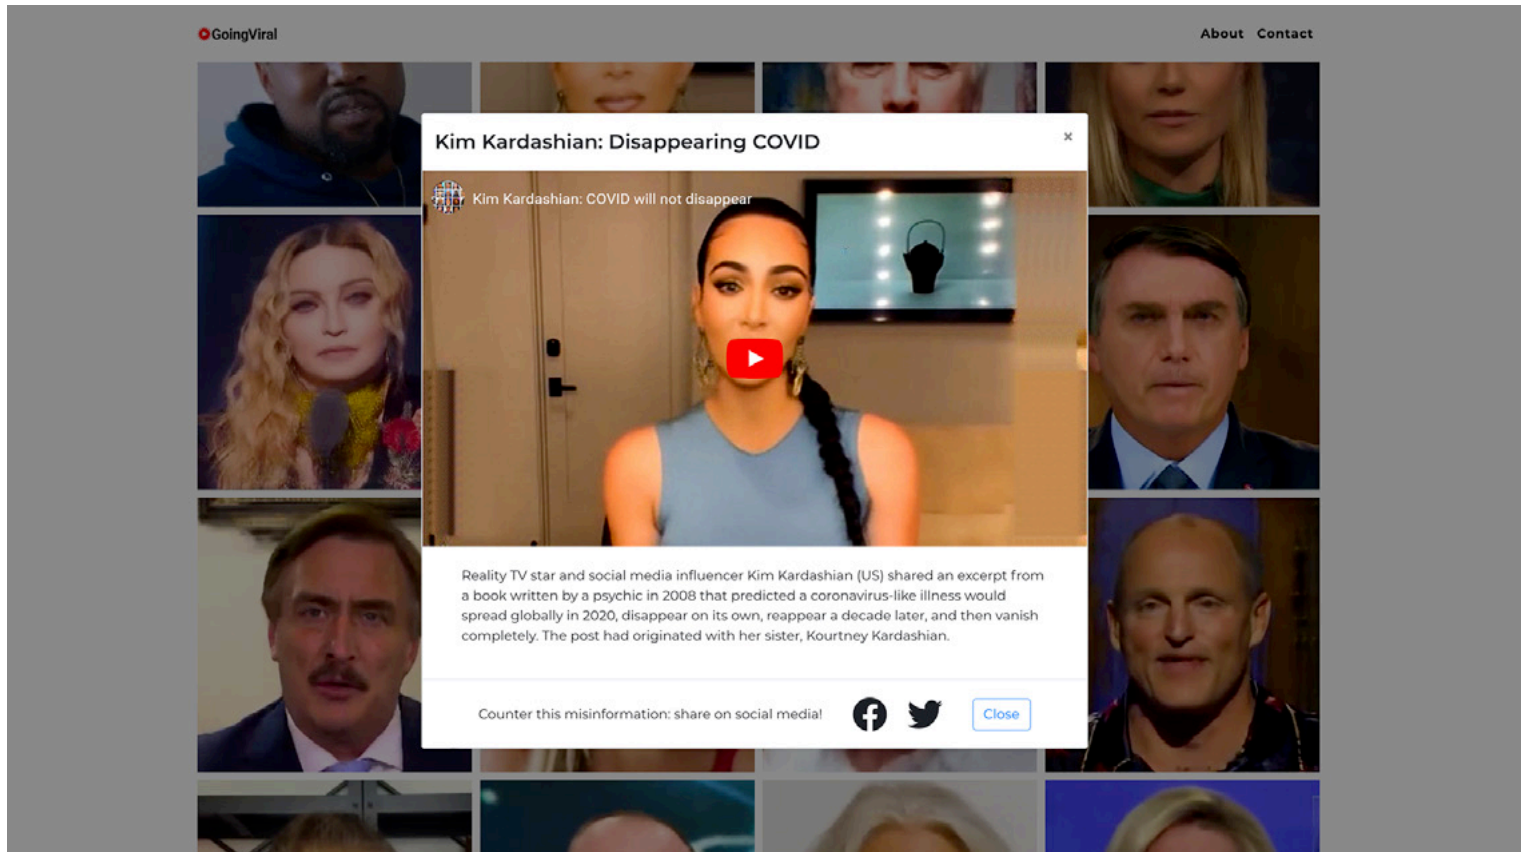 GoingViral
About Contact
Kim Kardashian: Disappearing COVID
×
Kim Kardashian: COVID will not disappear
Reality TV star and social media influencer Kim Kardashian (US) shared an excerpt from
a book written by a psychic in 2008 that predicted a coronavirus-like illness would
spread globally in 2020, disappear on its own, reappear a decade later, and then vanish
completely. The post had originated with her sister, Kourtney Kardashian.
Counter this misinformation: share on social media!
Close